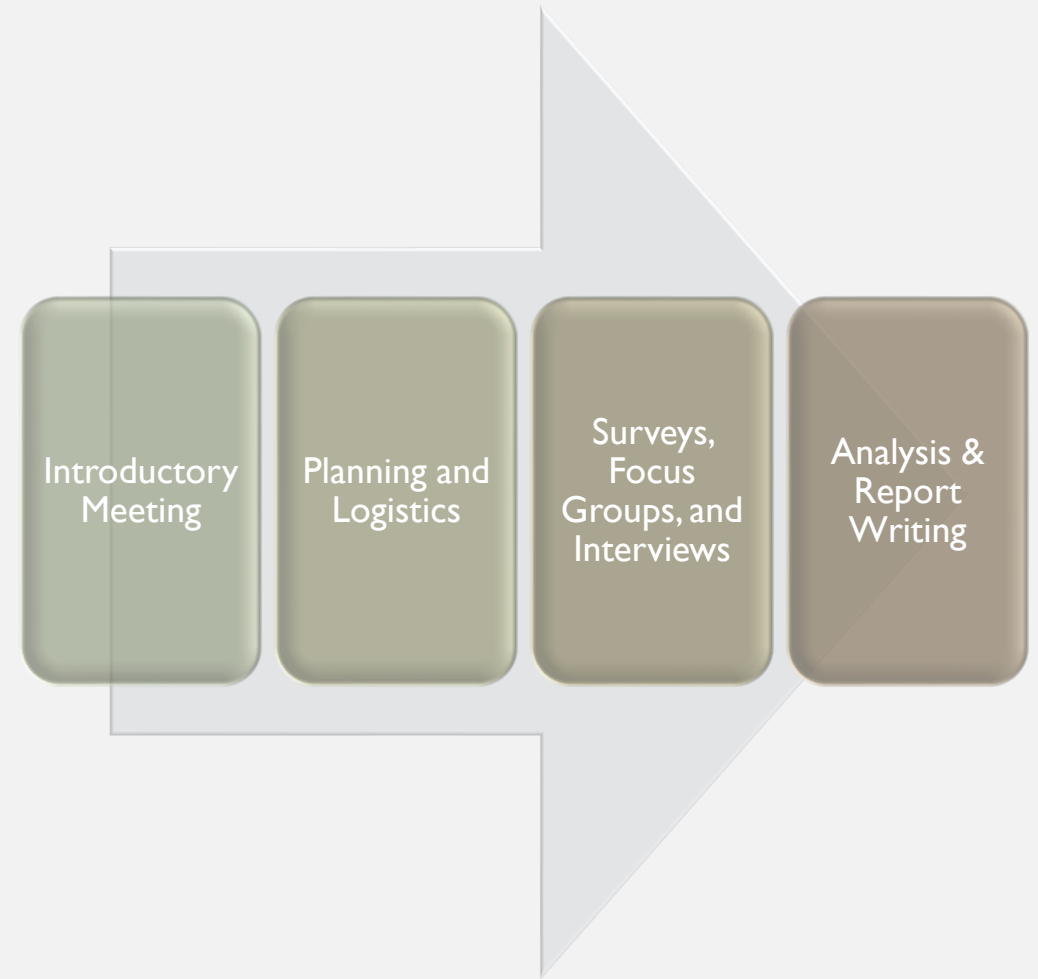 Introductory
Meeting
Planning and
Logistics
Surveys,
Focus
Groups, and
Interviews
Analysis &
Report
Writing